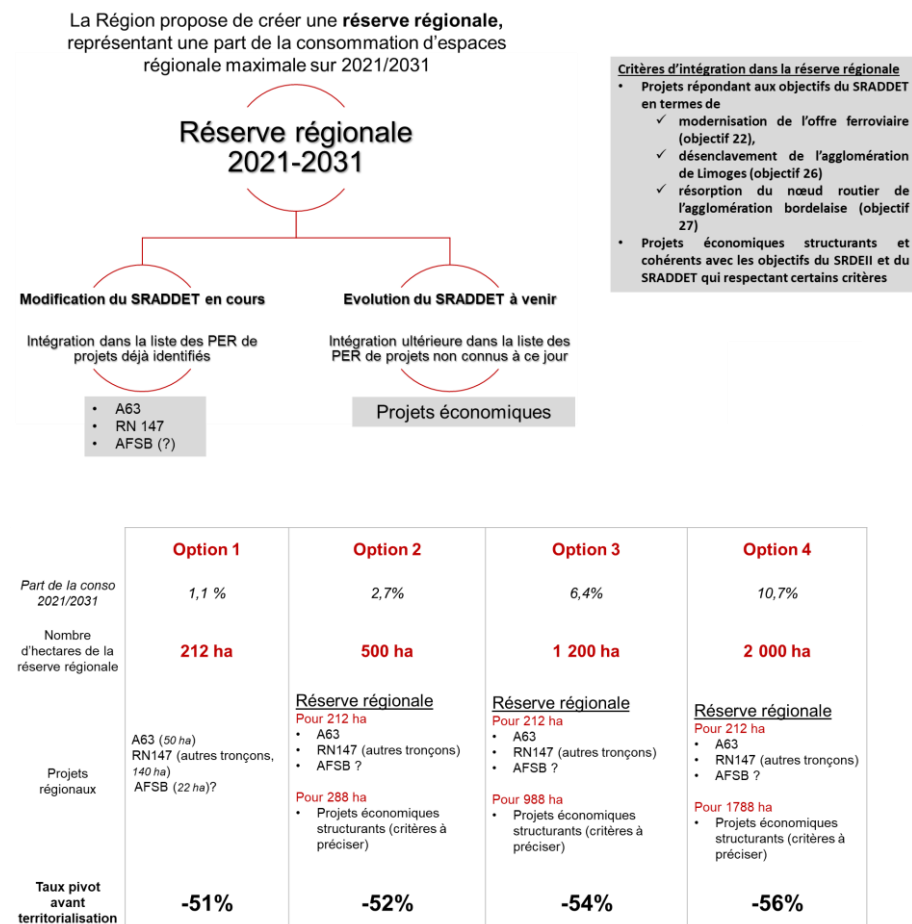 La Région propose de créer une réserve régionale,
représentant une part de la consommation d'espaces
régionale maximale sur 2021/2031
Réserve régionale
2021-2031
Modification du SRADDET en cours
Intégration dans la liste des PER de
projets déjà identifiés
• A63
• RN 147
• AFSB (?)
Evolution du SRADDET à venir
Intégration ultérieure dans la liste des
PER de projets non connus à ce jour
Projets économiques
Critères d'intégration dans la réserve régionale
• Projets répondant aux objectifs du SRADDET
en termes de
✓ modernisation de l'offre ferroviaire
(objectif 22),
✓ désenclavement de l'agglomération
de Limoges (objectif 26)
✓ résorption du nœud routier de
l'agglomération bordelaise (objectif
27)
• Projets économiques structurants et
cohérents avec les objectifs du SRDEII et du
SRADDET qui respectant certains critères
Option 1
Option 2
Option 3
Option 4
Part de la conso
2021/2031
1,1 %
2,7%
6,4%
10,7%
Nombre
d'hectares de la
réserve régionale
212 ha
500 ha
1 200 ha
2 000 ha
Projets
régionaux
A63 (50 ha)
RN147 (autres tronçons,
140 ha)
AFSB (22 ha)?
Réserve régionale
Pour 212 ha
• A63
• RN147 (autres tronçons)
• AFSB ?
Pour 288 ha
• Projets économiques
structurants (critères à
préciser)
Réserve régionale
Pour 212 ha
• A63
• RN147 (autres tronçons)
• AFSB ?
Pour 988 ha
• Projets économiques
structurants (critères à
préciser)
Réserve régionale
Pour 212 ha
• A63
• RN147 (autres tronçons)
• AFSB ?
Pour 1788 ha
• Projets économiques
structurants (critères à
préciser)
Taux pivot
avant
territorialisation
-51%
-52%
-54%
-56%